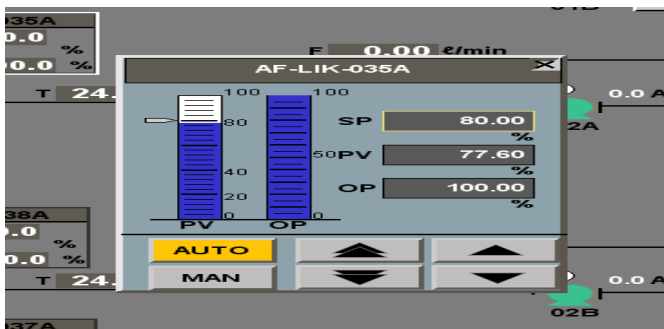 035A
0.0
%
00.0 %
F 0.00 ℓ/min
AF-LIK-035A
T 24.
100 100
0.0 A
80
SP 80.00
%
2A
50 PV 77.60
%
40
OP 100.00
%
20
0 0
PV OP
38A
.0
%
0.0 %
AUTO
MAN
T 24.
0.0 A
02B
037A